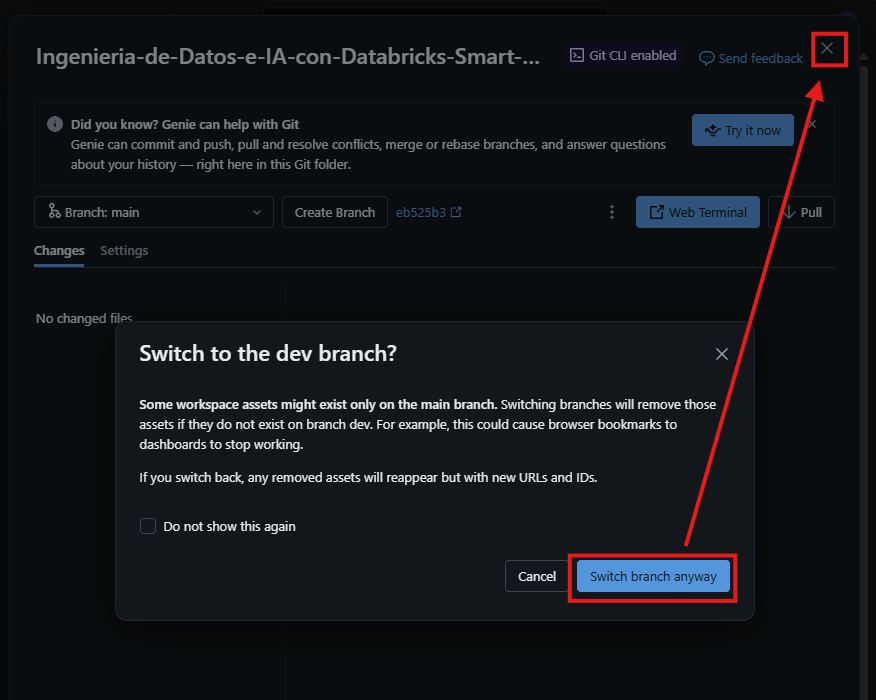 Ingenieria-de-Datos-e-IA-con-Databricks-Smart-...
Git CLI enabled
Send feedback
Did you know? Genie can help with Git
Genie can commit and push, pull and resolve conflicts, merge or rebase branches, and answer questions
about your history — right here in this Git folder.
Try it now
Branch: main
Create Branch
eb525b3
Web Terminal
Pull
Changes
Settings
No changed files
Switch to the dev branch?
Some workspace assets might exist only on the main branch. Switching branches will remove those
assets if they do not exist on branch dev. For example, this could cause browser bookmarks to
dashboards to stop working.
If you switch back, any removed assets will reappear but with new URLs and IDs.
Do not show this again
Cancel
Switch branch anyway